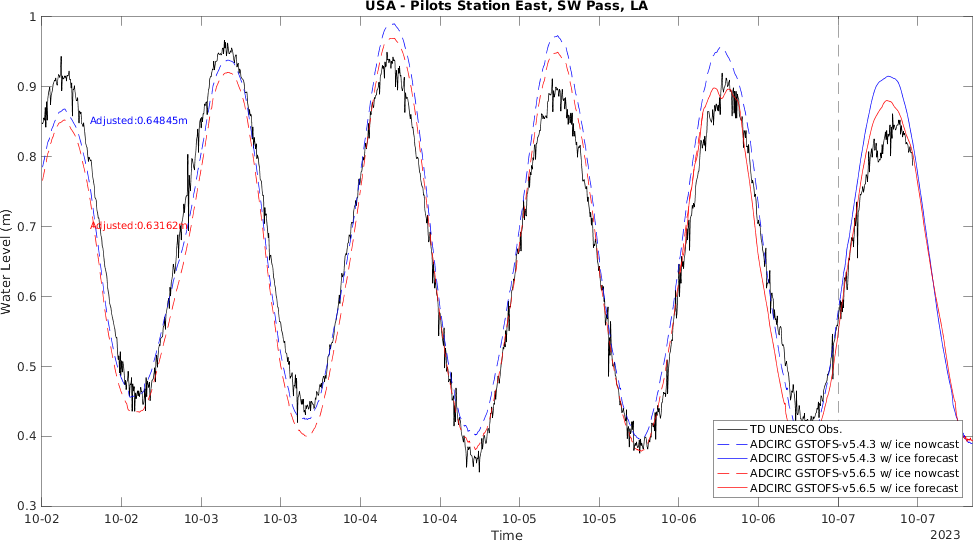 USA - Pilots Station East, SW Pass, LA
1
0.9
0.8
0.7
0.6
0.5
0.4
0.3
Water Level (m)
Adjusted:0.64845m
Adjusted:0.63162m
TD UNESCO Obs.
ADCIRC GSTOFS-v5.4.3 w/ ice nowcast
ADCIRC GSTOFS-v5.4.3 w/ ice forecast
ADCIRC GSTOFS-v5.6.5 w/ ice nowcast
ADCIRC GSTOFS-v5.6.5 w/ ice forecast
10-02 10-02 10-03 10-03 10-04 10-04 10-05 10-05 10-06 10-06 10-07 10-07
2023
Time